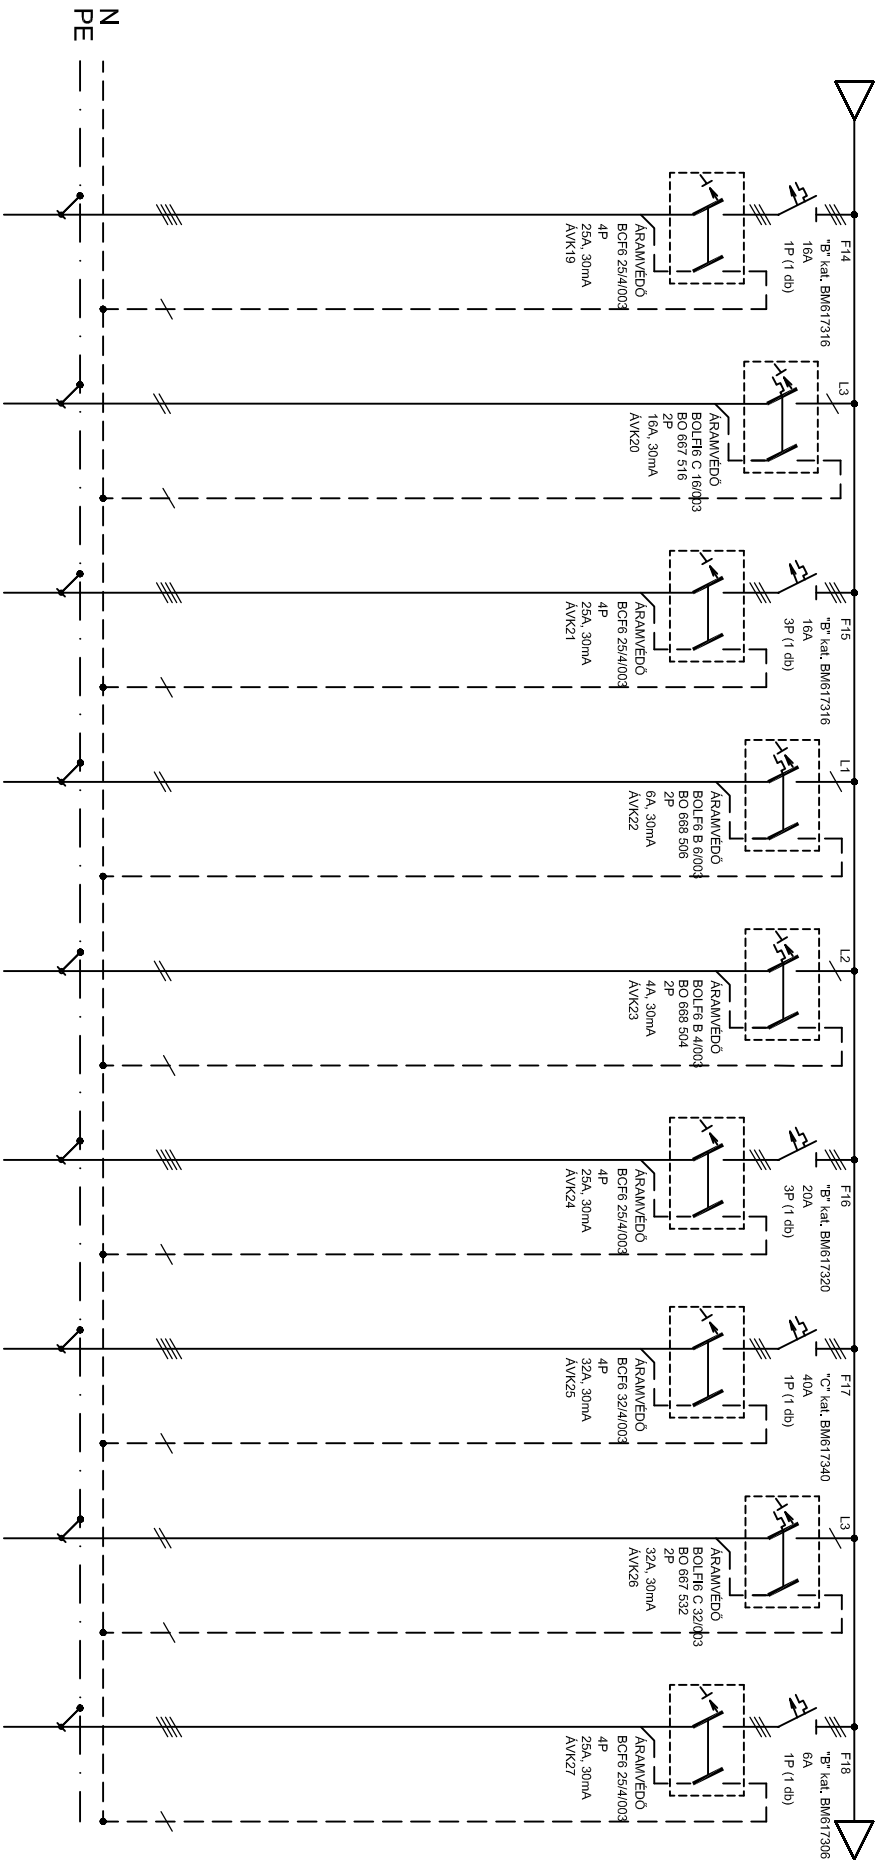 N
PE
F14
"B" kat. BM617316
16A
1P (1 db)
ÁRAMVÉDŐ
BCF6 25/4/003
4P
25A, 30mA
ÁVK19
L3
ÁRAMVÉDŐ
BOLFI6 C 16/003
BO 667 516
2P
16A, 30mA
ÁVK20
F15
"B" kat. BM617316
16A
3P (1 db)
ÁRAMVÉDŐ
BCF6 25/4/003
4P
25A, 30mA
ÁVK21
L1
ÁRAMVÉDŐ
BOLF6 B 6/003
BO 668 506
2P
6A, 30mA
ÁVK22
L2
ÁRAMVÉDŐ
BOLF6 B 4/003
BO 668 504
2P
4A, 30mA
ÁVK23
F16
"B" kat. BM617320
20A
3P (1 db)
ÁRAMVÉDŐ
BCF6 25/4/003
4P
25A, 30mA
ÁVK24
F17
"C" kat. BM617340
40A
1P (1 db)
ÁRAMVÉDŐ
BCF6 32/4/003
4P
32A, 30mA
ÁVK25
L3
ÁRAMVÉDŐ
BOLFI6 C 32/003
BO 667 532
2P
32A, 30mA
ÁVK26
F18
"B" kat. BM617306
6A
1P (1 db)
ÁRAMVÉDŐ
BCF6 25/4/003
4P
25A, 30mA
ÁVK27